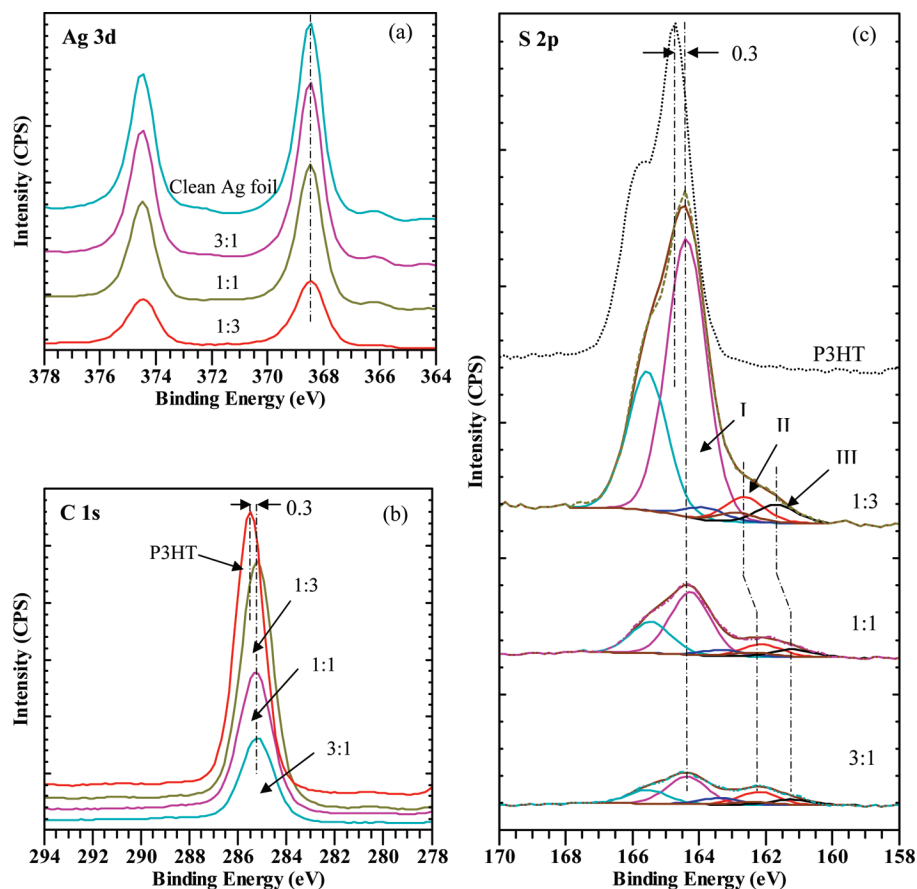 Ag 3d
(a)
Clean Ag foil
3:1
1:1
1:3
378 376 374 372 370 368 366 364
Binding Energy (eV)
Intensity (CPS)
C 1s
(b)
0.3
P3HT
1:3
1:1
3:1
294 292 290 288 286 284 282 280 278
Binding Energy (eV)
Intensity (CPS)
S 2p
(c)
0.3
P3HT
I
II
III
1:3
1:1
3:1
170 168 166 164 162 160 158
Binding Energy (eV)
Intensity (CPS)